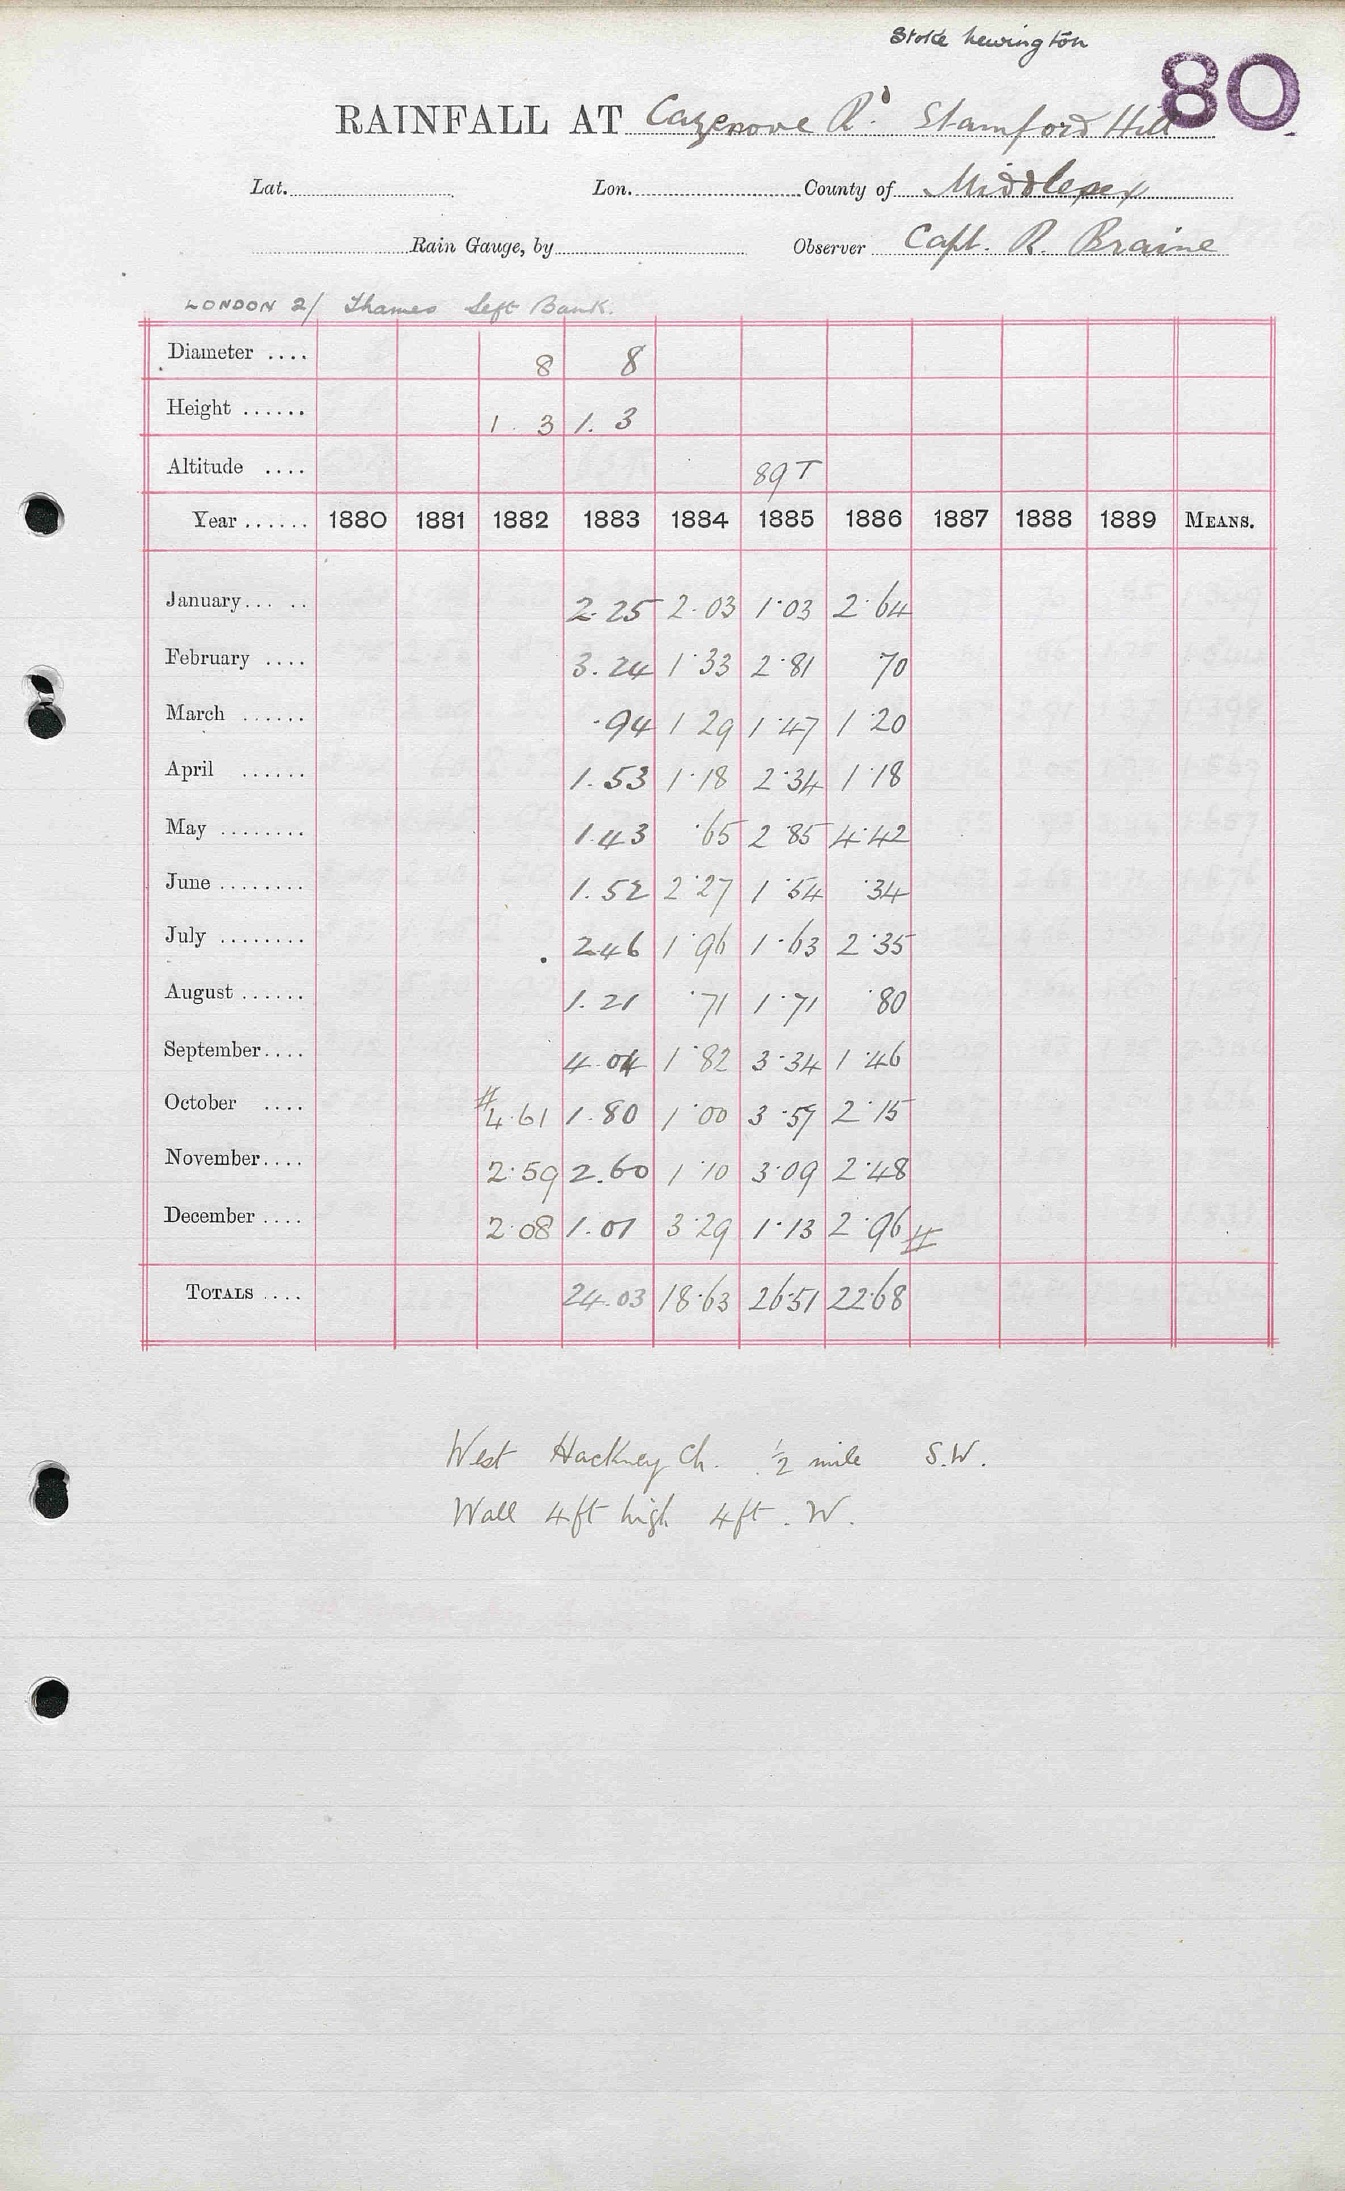 Stoke Newington
80
RAINFALL AT Cazenove Rd. Stamford Hill
Lat. Lon. County of Middlesex
Rain Gauge, by Observer Capt. R. Braine
LONDON 2/ Thames Left Bank.
Diameter .... 8 8
Height ...... 1. 3 1. 3
Altitude .... 89 T
Year ...... 1880 1881 1882 1883 1884 1885 1886 1887 1888 1889 MEANS.
January... .. 2.25 2.03 1.03 2.64
February .... 3.24 1.33 2.81 70
March ...... .94 1 29 1.47 1.20
April ...... 1.53 1.18 2.34 1.18
May ........ 1.43 .65 2.85 4.42
June ........ 1.52 2.27 1.54 .34
July ........ 2.46 1.96 1.63 2.35
August ...... 1.21 .71 1.71 .80
September.... 4.04 1.82 3.34 1.46
October .... # 4.61 1.80 1.00 3.57 2.15
November.... 2.59 2.60 1.10 3.09 2.48
December .... 2.08 1.01 3.29 1.13 2.96 #
TOTALS .... 24.03 18.63 26.51 22.68
West Hackney Ch. ½ mile S.W.
Wall 4ft high 4ft. W.